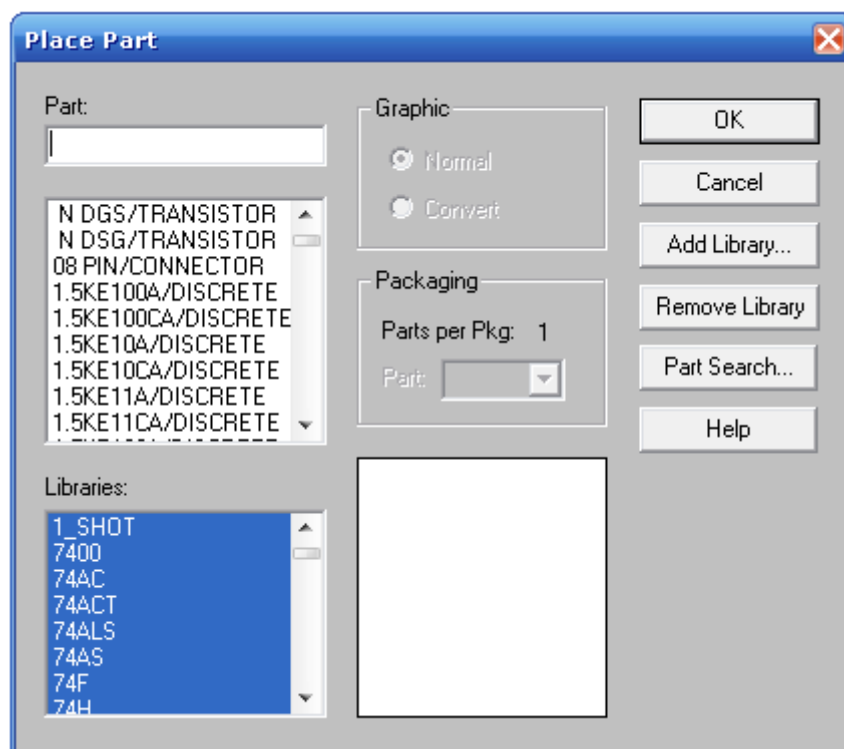 Place Part
Part:
N DGS/TRANSISTOR
N DSG/TRANSISTOR
08 PIN/CONNECTOR
1.5KE100A/DISCRETE
1.5KE100CA/DISCRETE
1.5KE10A/DISCRETE
1.5KE10CA/DISCRETE
1.5KE11A/DISCRETE
1.5KE11CA/DISCRETE
Libraries:
1_SHOT
7400
74AC
74ACT
74ALS
74AS
74F
74H
Graphic
Normal
Convert
Packaging
Parts per Pkg: 1
Part:
OK
Cancel
Add Library...
Remove Library
Part Search...
Help